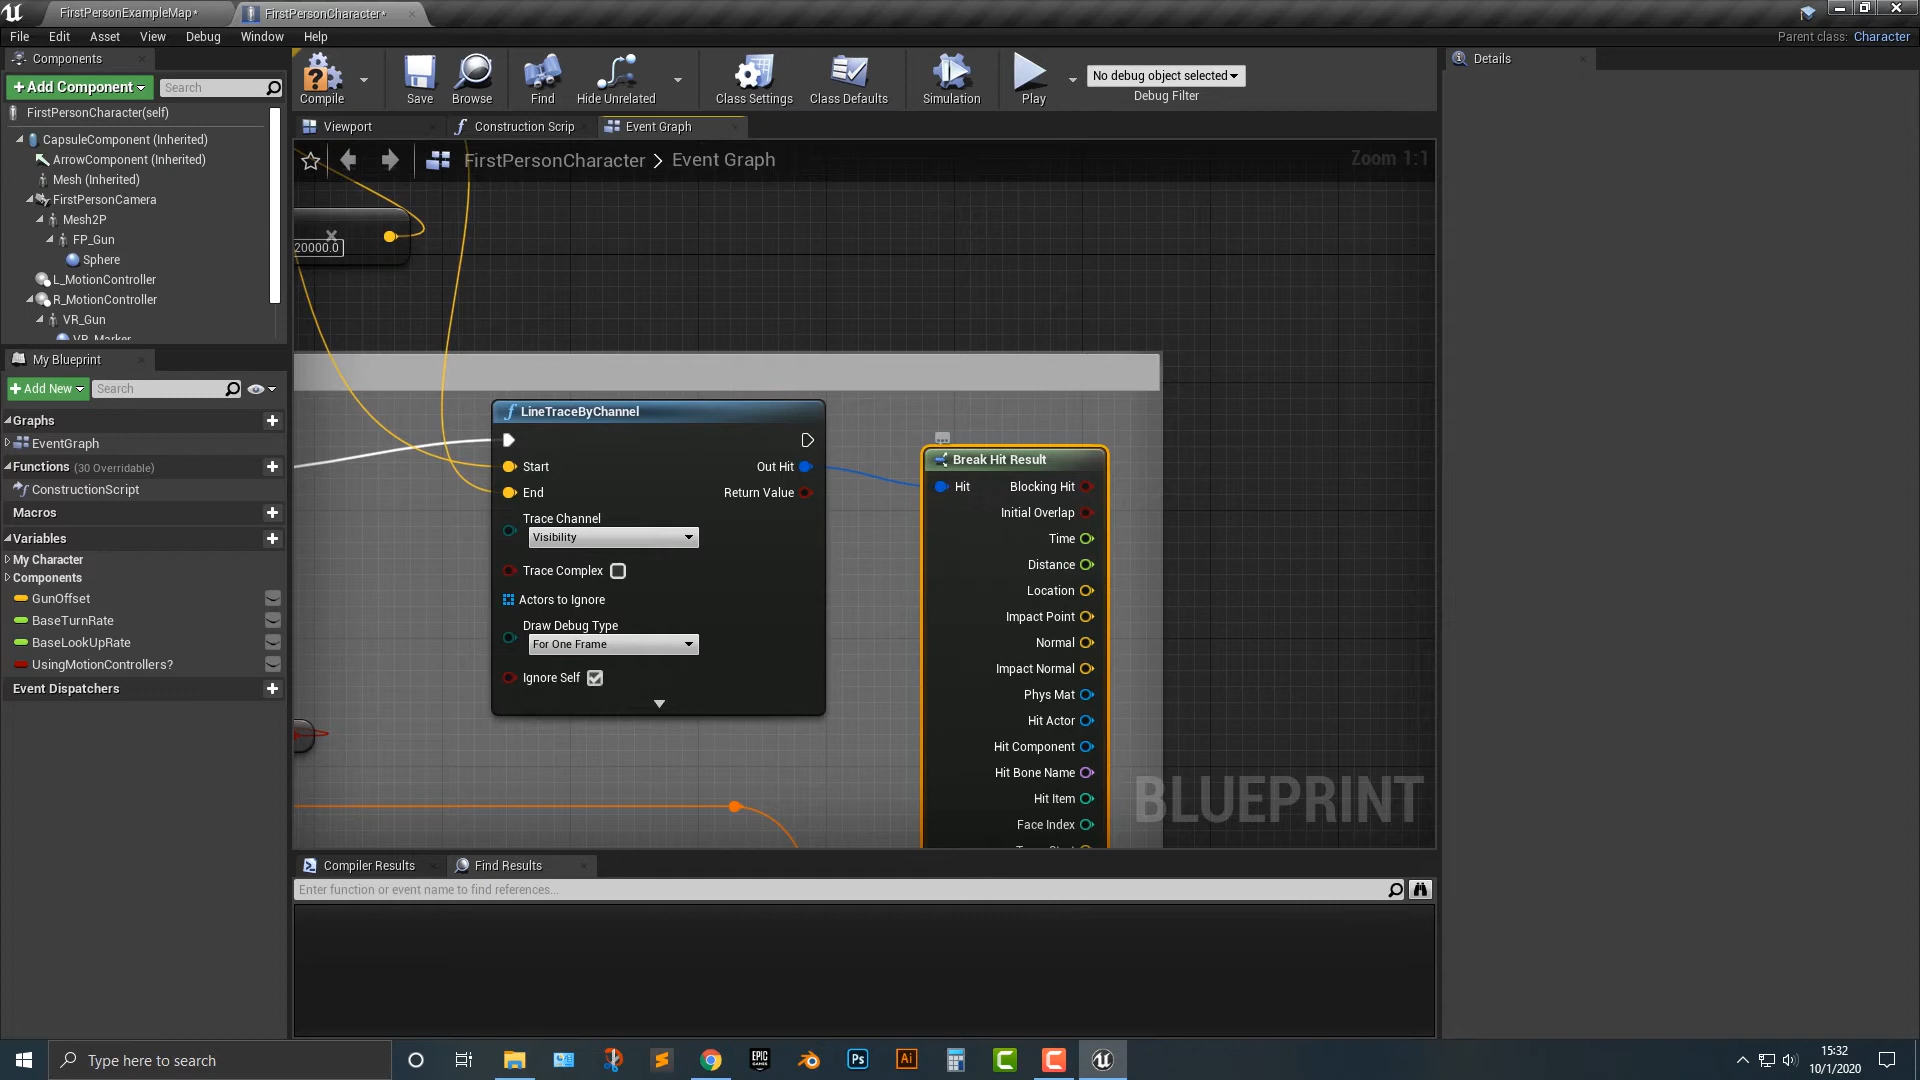 FirstPersonExampleMap*
FirstPersonCharacter*
File Edit Asset View Debug Window Help
Parent class: Character
Components
+Add Component
Search
FirstPersonCharacter(self)
CapsuleComponent (Inherited)
ArrowComponent (Inherited)
Mesh (Inherited)
FirstPersonCamera
Mesh2P
FP_Gun
Sphere
L_MotionController
R_MotionController
VR_Gun
VR_Marker
My Blueprint
+Add New
Search
Graphs
EventGraph
Functions (30 Overridable)
ConstructionScript
Macros
Variables
My Character
Components
GunOffset
BaseTurnRate
BaseLookUpRate
UsingMotionControllers?
Event Dispatchers
Compile
Save
Browse
Find
Hide Unrelated
Class Settings
Class Defaults
Simulation
Play
No debug object selected
Debug Filter
Viewport
Construction Scrip
Event Graph
FirstPersonCharacter > Event Graph
Zoom 1:1
20000.0
LineTraceByChannel
Start
Out Hit
End
Return Value
Trace Channel
Visibility
Trace Complex
Actors to Ignore
Draw Debug Type
For One Frame
Ignore Self
Break Hit Result
Hit
Blocking Hit
Initial Overlap
Time
Distance
Location
Impact Point
Normal
Impact Normal
Phys Mat
Hit Actor
Hit Component
Hit Bone Name
Hit Item
Face Index
BLUEPRINT
Compiler Results
Find Results
Enter function or event name to find references...
Details
Type here to search
EPIC GAMES
Ps
Ai
15:32
10/1/2020